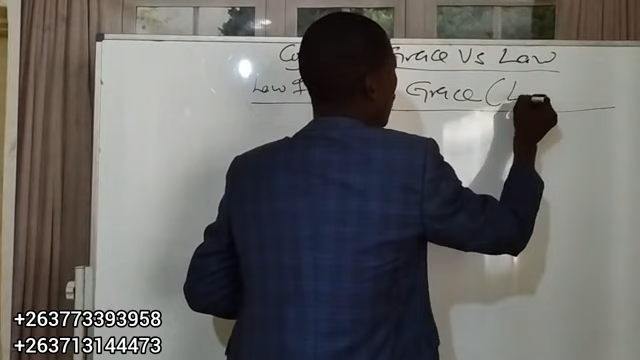 Grace Vs Law
Law Grace (
+263773393958
+263713144473